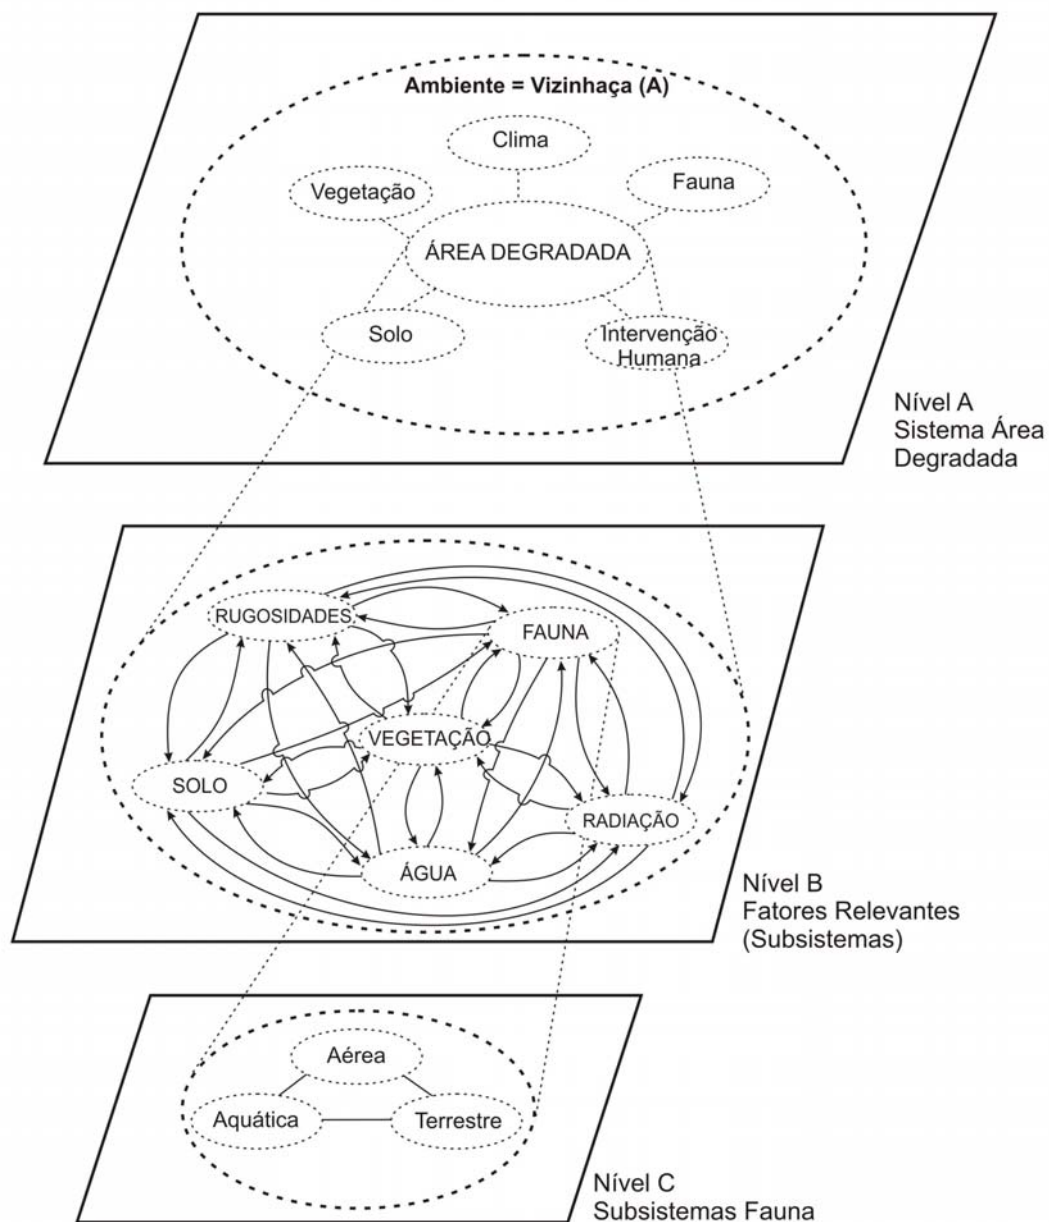 Ambiente = Vizinhaça (A)
Clima
Vegetação
Fauna
ÁREA DEGRADADA
Solo
Intervenção
Humana
Nível A
Sistema Área
Degradada
RUGOSIDADES
FAUNA
VEGETAÇÃO
SOLO
RADIAÇÃO
ÁGUA
Nível B
Fatores Relevantes
(Subsistemas)
Aérea
Aquática
Terrestre
Nível C
Subsistemas Fauna